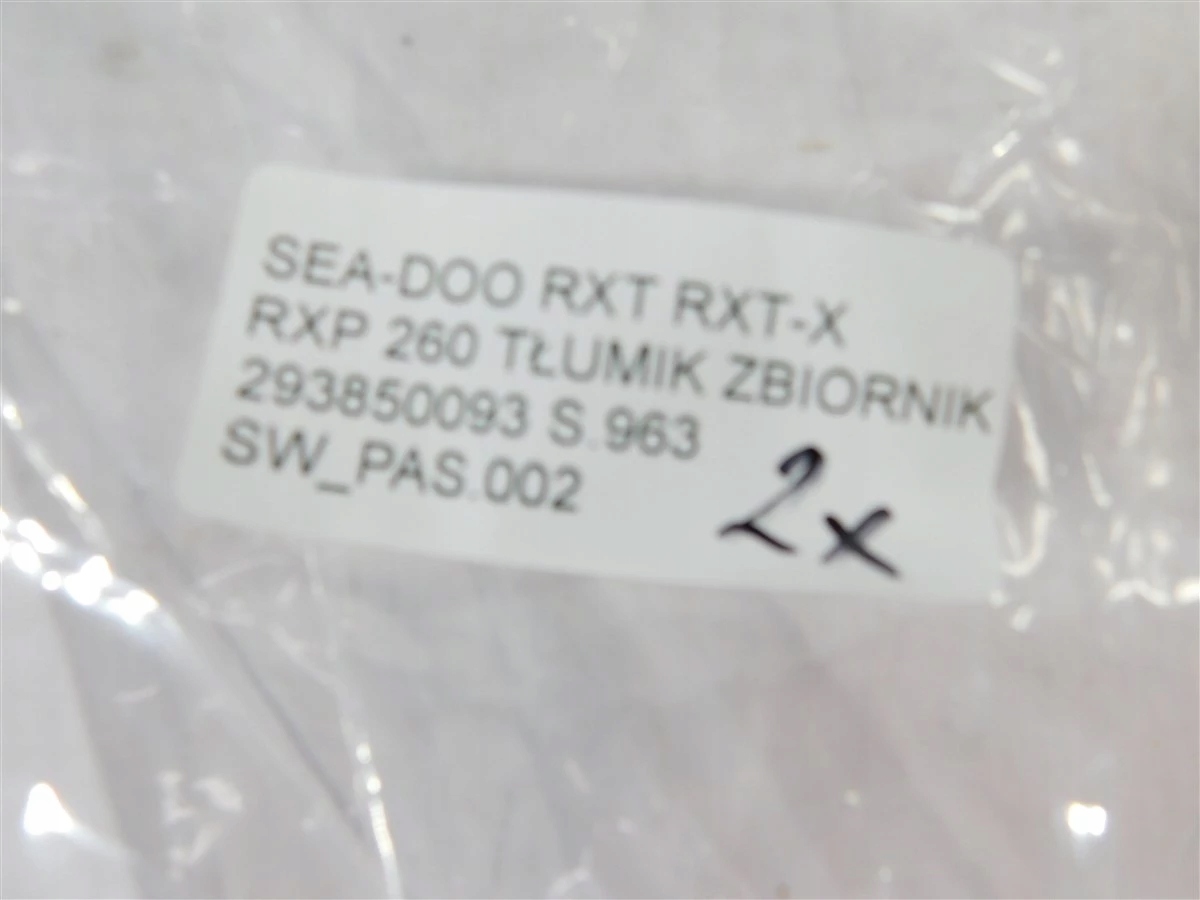 SEA-DOO RXT RXT-X
RXP 260 TŁUMIK ZBIORNIK
293850093 S.963
SW_PAS.002
2x